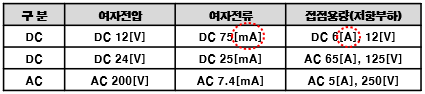 구 분 여자전압 여자전류 접점용량(저항부하)
DC DC 12[V] DC 75[mA] DC 6[A], 12[V]
DC DC 24[V] DC 25[mA] AC 65[A], 125[V]
AC AC 200[V] AC 7.4[mA] AC 5[A], 250[V]